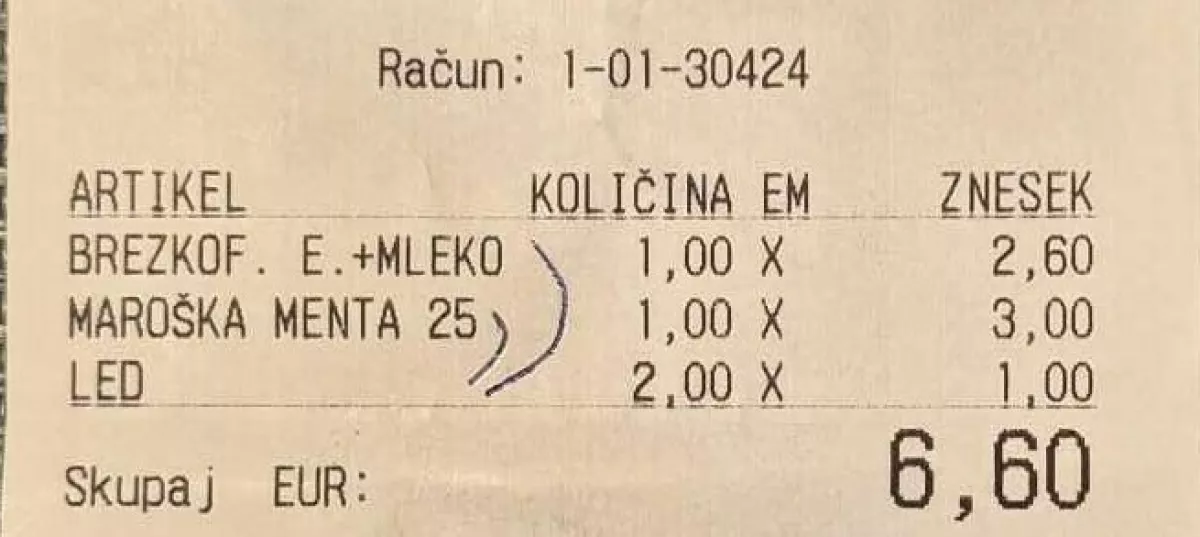 Račun: 1-01-30424
ARTIKEL KOLIČINA EM ZNESEK
BREZKOF. E.+MLEKO 1,00 X 2,60
MAROŠKA MENTA 25 1,00 X 3,00
LED 2,00 X 1,00
Skupaj EUR: 6,60